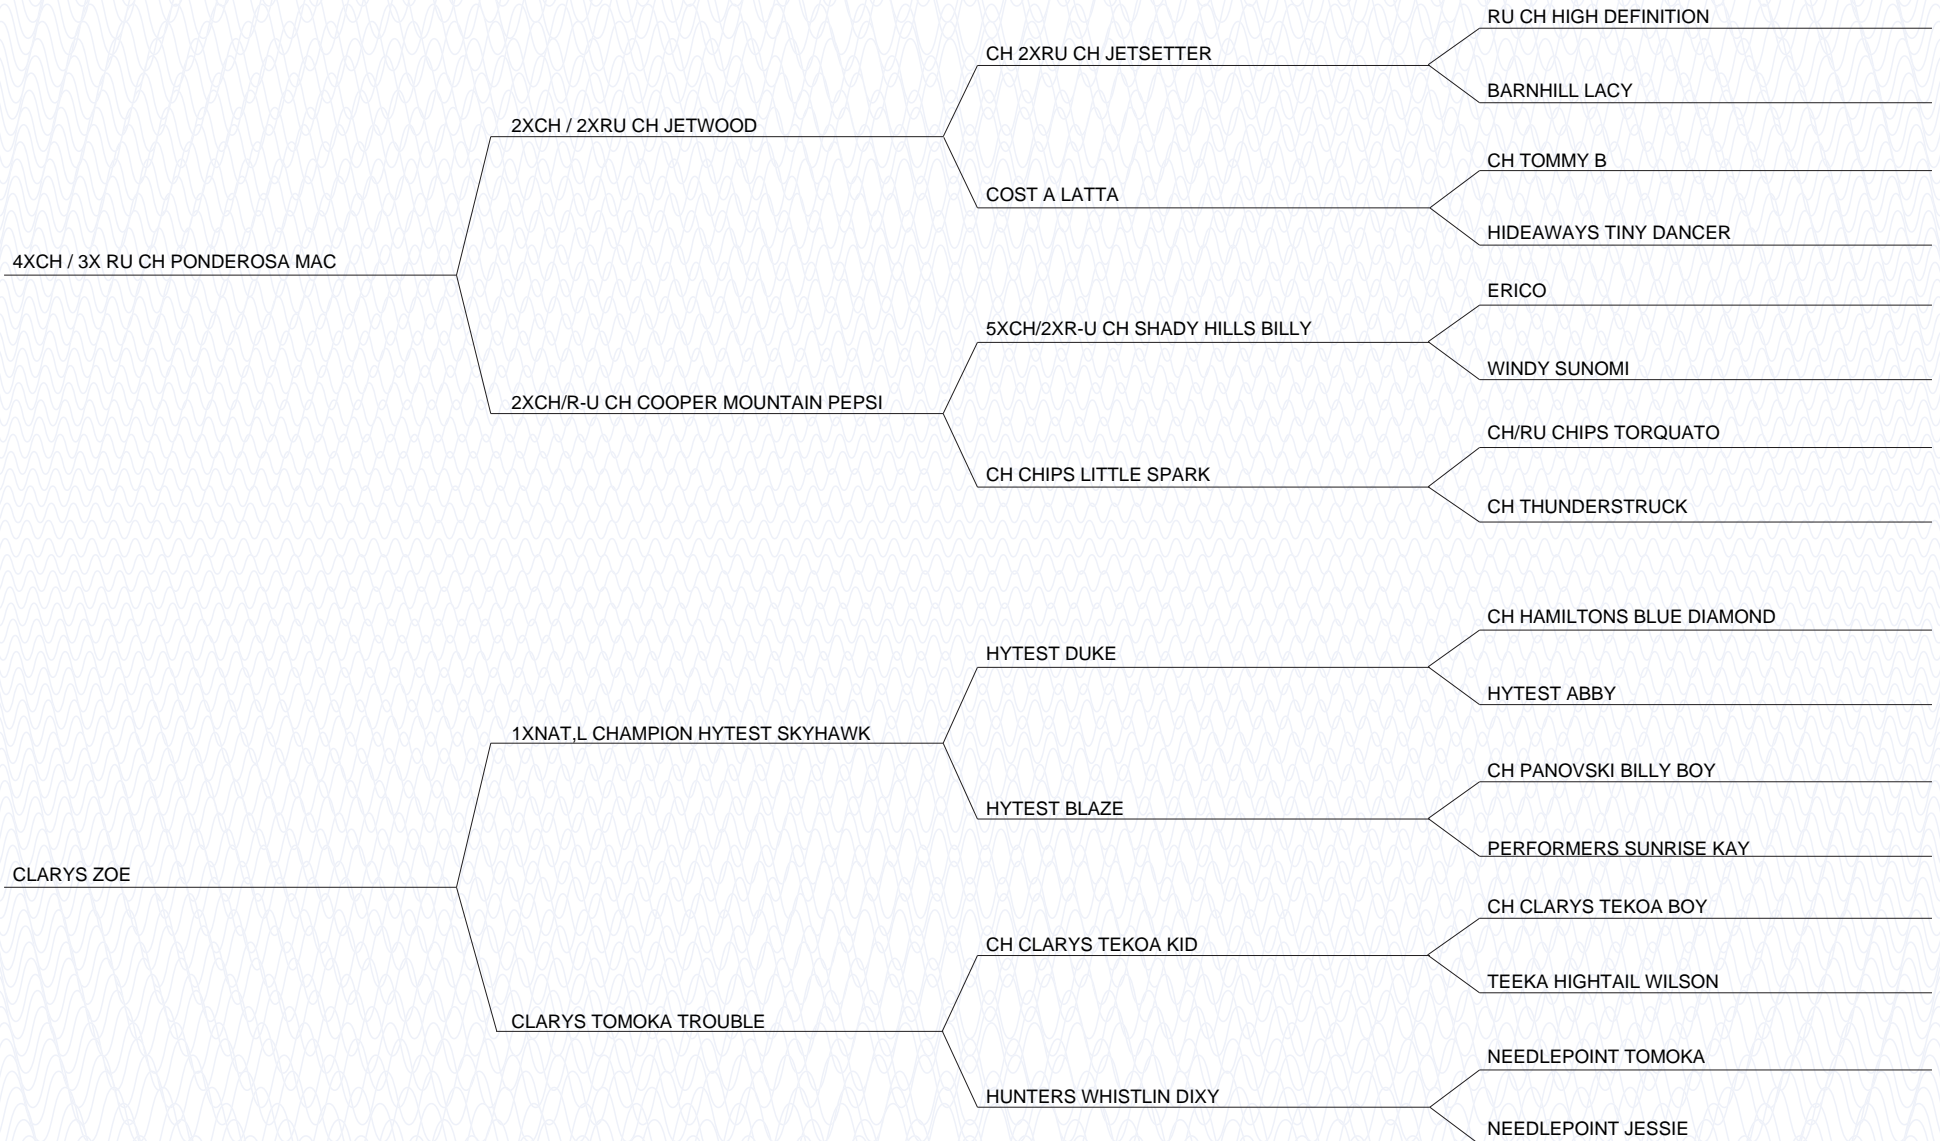 RU CH HIGH DEFINITION
CH 2XRU CH JETSETTER
BARNHILL LACY
2XCH / 2XRU CH JETWOOD
CH TOMMY B
COST A LATTA
HIDEAWAYS TINY DANCER
4XCH / 3X RU CH PONDEROSA MAC
ERICO
5XCH/2XR-U CH SHADY HILLS BILLY
WINDY SUNOMI
2XCH/R-U CH COOPER MOUNTAIN PEPSI
CH/RU CHIPS TORQUATO
CH CHIPS LITTLE SPARK
CH THUNDERSTRUCK
CH HAMILTONS BLUE DIAMOND
HYTEST DUKE
HYTEST ABBY
1XNAT,L CHAMPION HYTEST SKYHAWK
CH PANOVSKI BILLY BOY
HYTEST BLAZE
PERFORMERS SUNRISE KAY
CLARYS ZOE
CH CLARYS TEKOA BOY
CH CLARYS TEKOA KID
TEEKA HIGHTAIL WILSON
CLARYS TOMOKA TROUBLE
NEEDLEPOINT TOMOKA
HUNTERS WHISTLIN DIXY
NEEDLEPOINT JESSIE